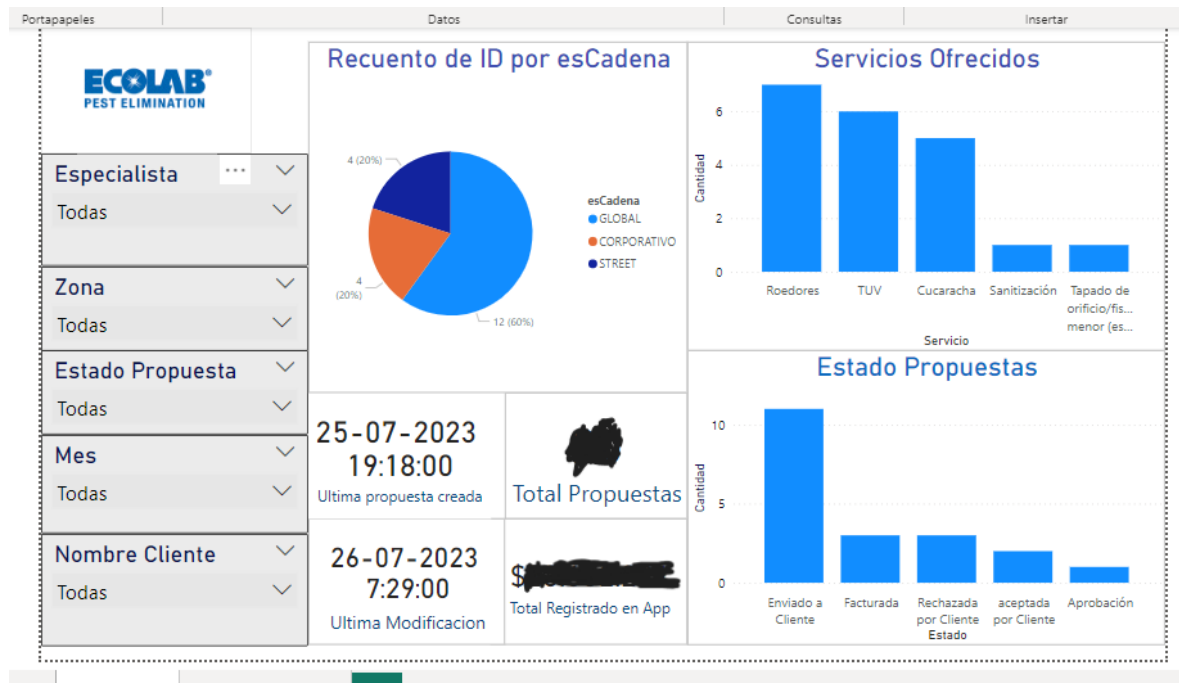 Portapapeles
Datos
Consultas
Insertar
ECOLAB®
PEST ELIMINATION
Especialista
Todas
Zona
Todas
Estado Propuesta
Todas
Mes
Todas
Nombre Cliente
Todas
Recuento de ID por esCadena
4 (20%)
4
(20%)
12 (60%)
esCadena
GLOBAL
CORPORATIVO
STREET
25-07-2023
19:18:00
Ultima propuesta creada
Total Propuestas
26-07-2023
7:29:00
Ultima Modificacion
$
Total Registrado en App
Servicios Ofrecidos
Cantidad
6
4
2
0
Roedores
TUV
Cucaracha
Sanitización
Tapado de
orificio/fis...
menor (es...
Servicio
Estado Propuestas
Cantidad
10
5
0
Enviado a
Cliente
Facturada
Rechazada
por Cliente
aceptada
por Cliente
Aprobación
Estado